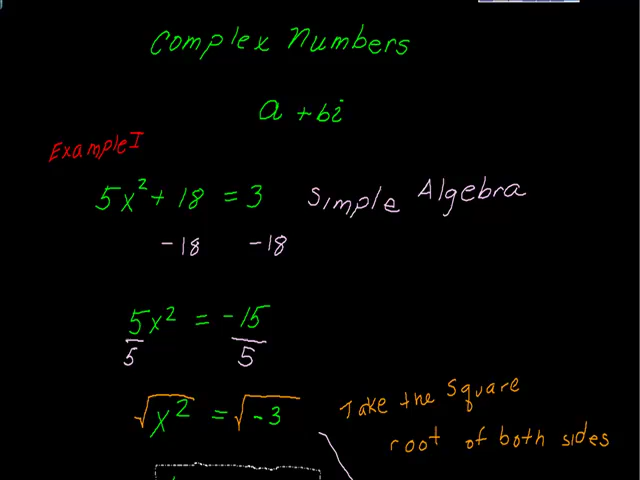 Complex Numbers
a + bi
Example I
5x² + 18 = 3 Simple Algebra
-18 -18
5x² = -15
5 5
√x² = √-3
Take the Square
root of both sides